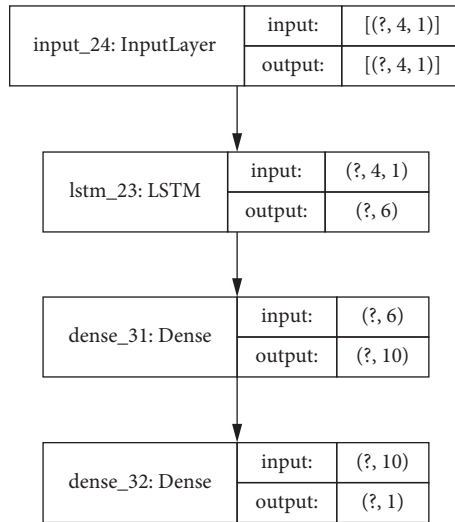 input_24: InputLayer
input: [(?, 4, 1)]
output: [(?, 4, 1)]
lstm_23: LSTM
input: (?, 4, 1)
output: (?, 6)
dense_31: Dense
input: (?, 6)
output: (?, 10)
dense_32: Dense
input: (?, 10)
output: (?, 1)